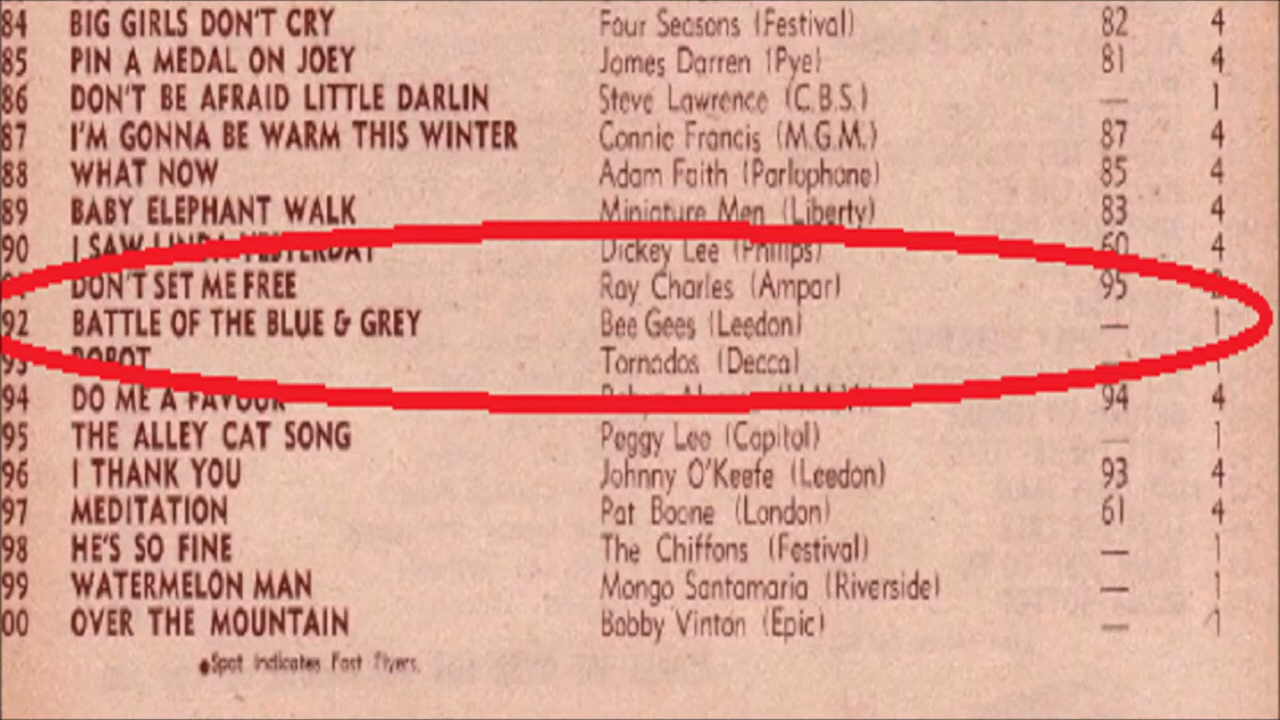 84 BIG GIRLS DON'T CRY Four Seasons (Festival) 82 4
85 PIN A MEDAL ON JOEY James Darren (Pye) 81 4
86 DON'T BE AFRAID LITTLE DARLIN Steve Lawrence (C.B.S.) — 1
87 I'M GONNA BE WARM THIS WINTER Connie Francis (M.G.M.) 87 4
88 WHAT NOW Adam Faith (Parlophone) 85 4
89 BABY ELEPHANT WALK Miniature Men (Liberty) 83 4
90 I SAW LINDA YESTERDAY Dickey Lee (Philips) 60 4
DON'T SET ME FREE Ray Charles (Ampar) 95
92 BATTLE OF THE BLUE & GREY Bee Gees (Leedon) — 1
93 ROBOT Tornados (Decca)
94 DO ME A FAVOUR 94 4
95 THE ALLEY CAT SONG Peggy Lee (Capitol) — 1
96 I THANK YOU Johnny O'Keefe (Leedon) 93 4
97 MEDITATION Pat Boone (London) 61 4
98 HE'S SO FINE The Chiffons (Festival) — 1
99 WATERMELON MAN Mongo Santamaria (Riverside) — 1
00 OVER THE MOUNTAIN Bobby Vinton (Epic) — 1
●Spot indicates Fast Flyers.